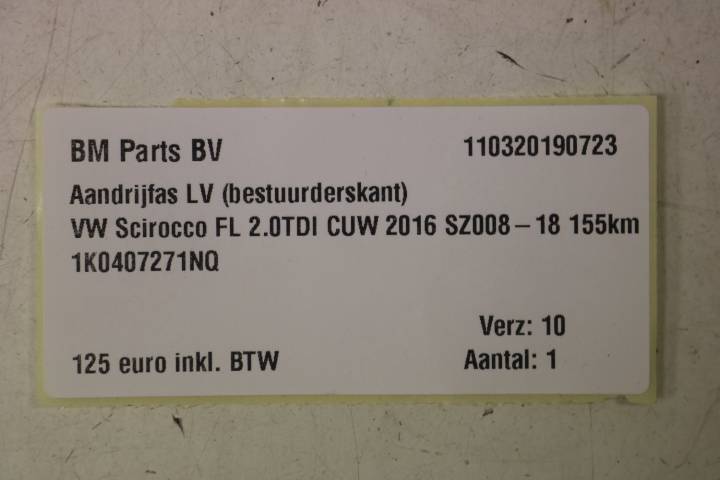 BM Parts BV 110320190723
Aandrijfas LV (bestuurderskant)
VW Scirocco FL 2.0TDI CUW 2016 SZ008 – 18 155km
1K0407271NQ
Verz: 10
125 euro inkl. BTW Aantal: 1